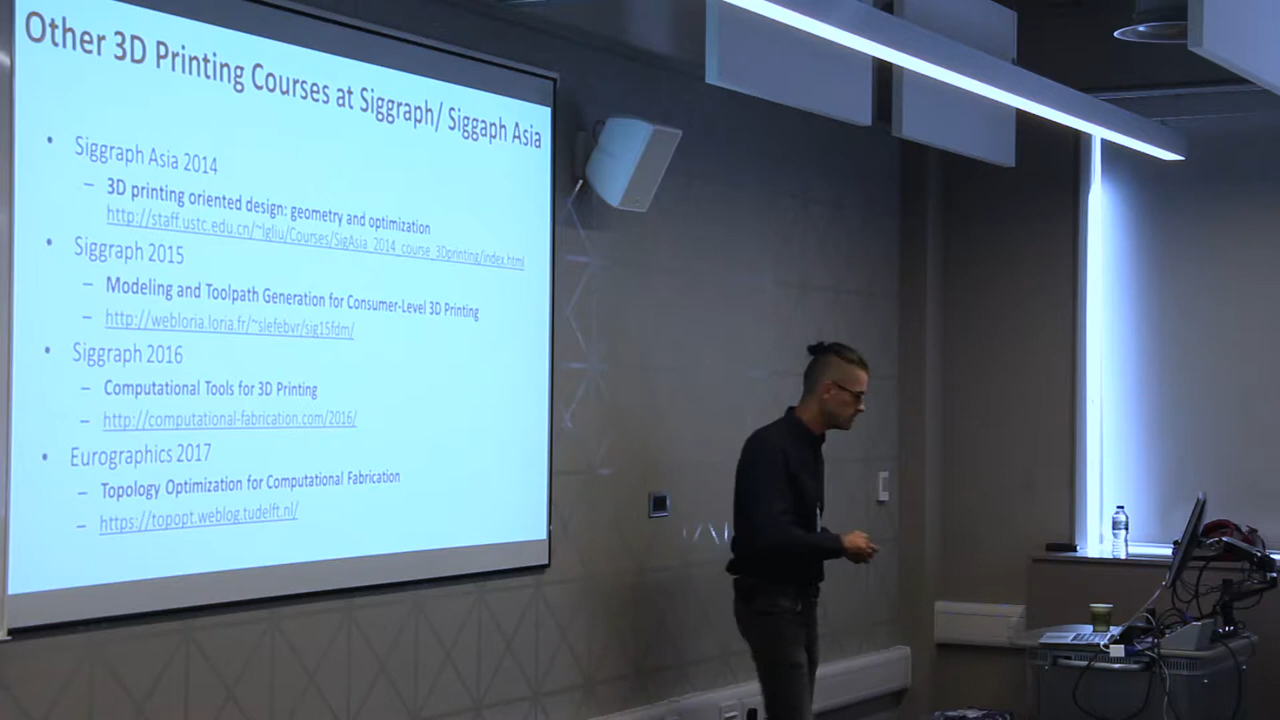 Other 3D Printing Courses at Siggraph/ Siggaph Asia
• Siggraph Asia 2014
– 3D printing oriented design: geometry and optimization
http://staff.ustc.edu.cn/~lgliu/Courses/SigAsia_2014_course_3Dprinting/index.html
• Siggraph 2015
– Modeling and Toolpath Generation for Consumer-Level 3D Printing
– http://webloria.loria.fr/~slefebvr/sig15fdm/
• Siggraph 2016
– Computational Tools for 3D Printing
– http://computational-fabrication.com/2016/
• Eurographics 2017
– Topology Optimization for Computational Fabrication
– https://topopt.weblog.tudelft.nl/